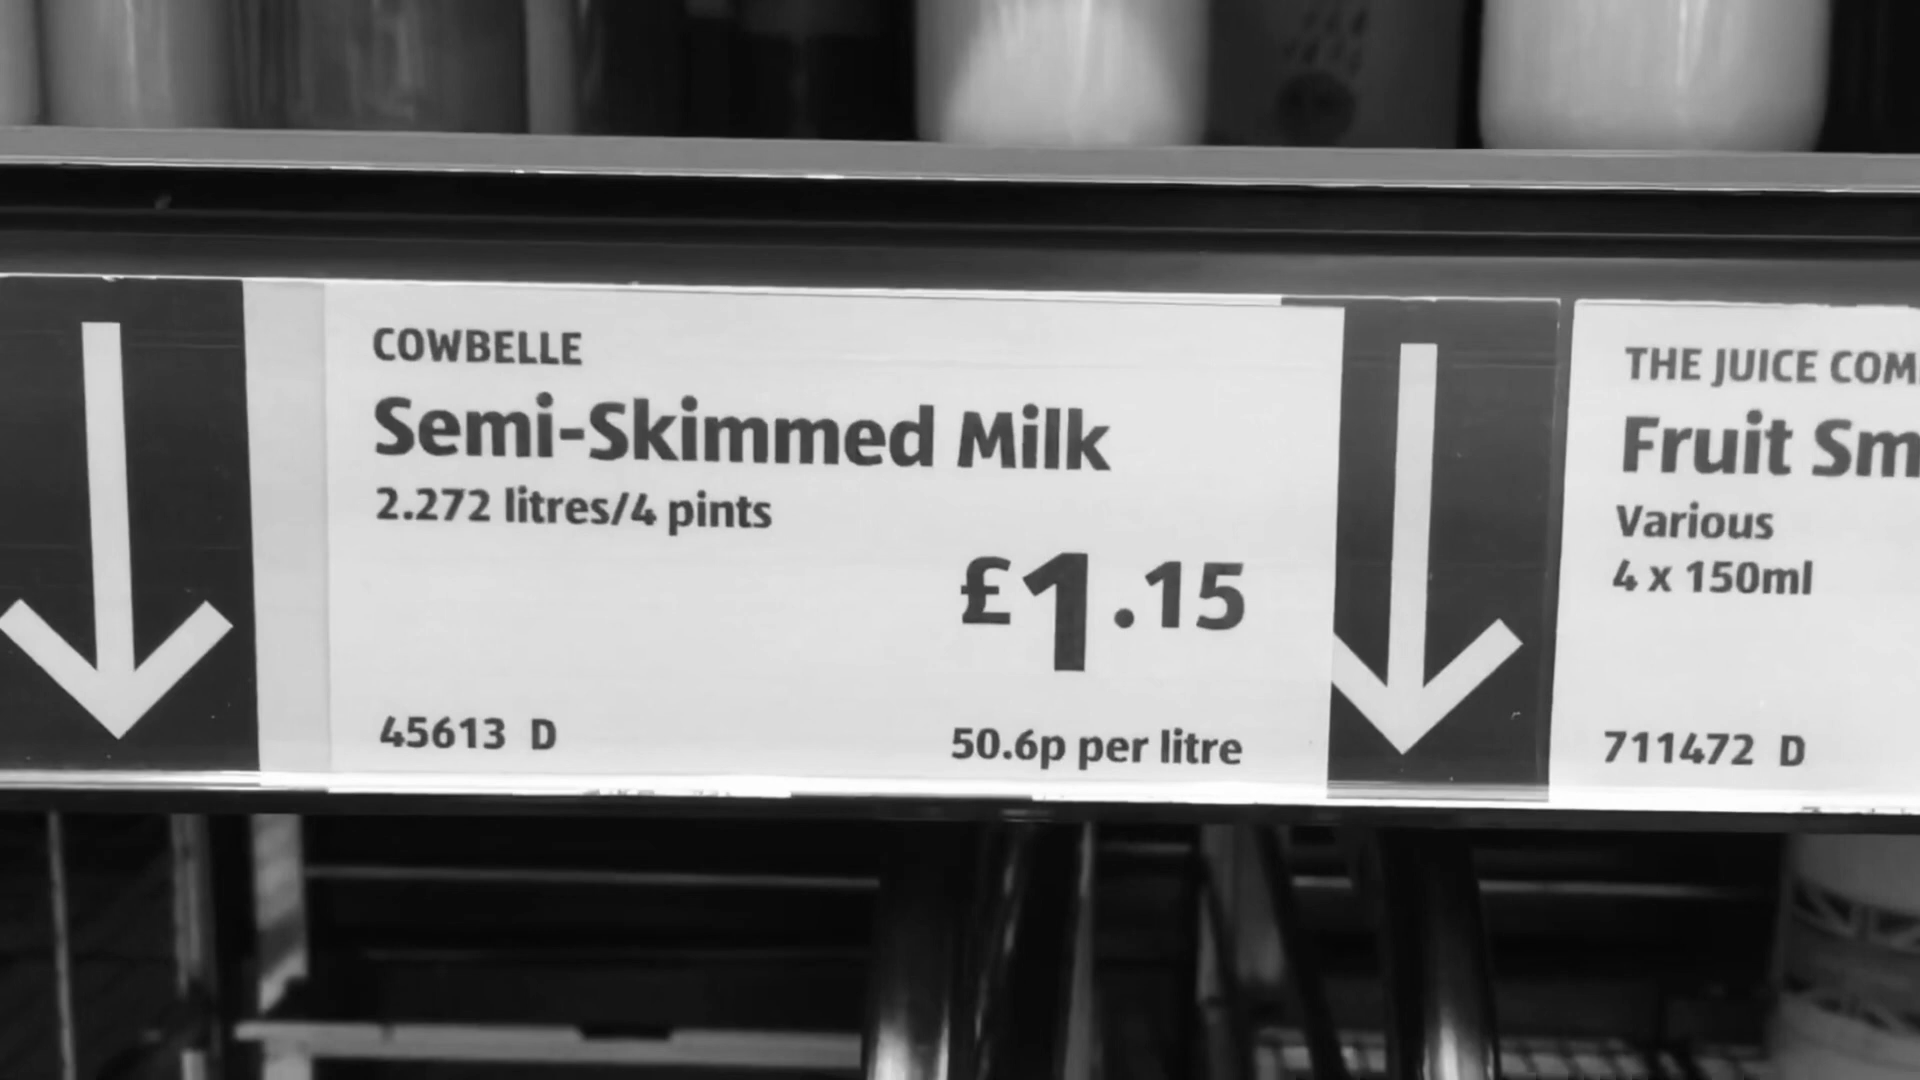 COWBELLE
Semi-Skimmed Milk
2.272 litres/4 pints
£1.15
45613 D
50.6p per litre
THE JUICE COM
Fruit Sm
Various
4 x 150ml
711472 D